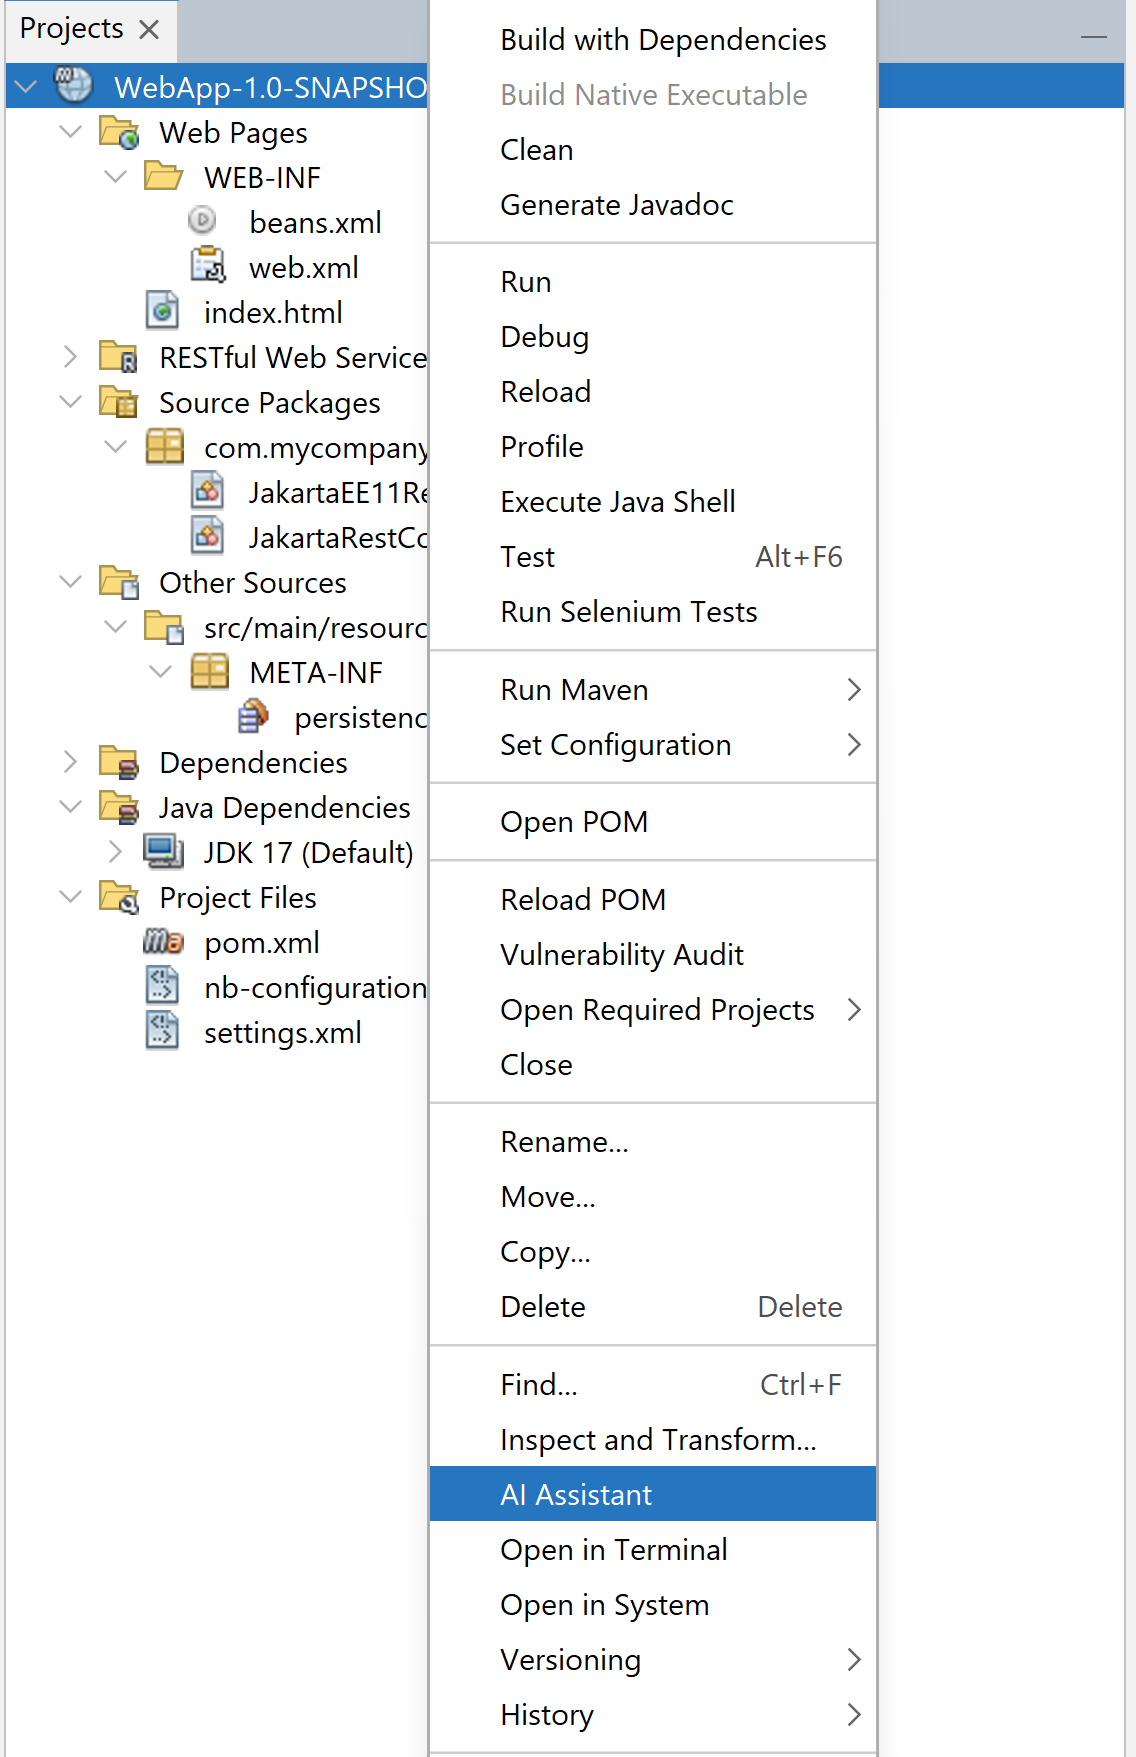 Projects
WebApp-1.0-SNAPSHO
Web Pages
WEB-INF
beans.xml
web.xml
index.html
RESTful Web Service
Source Packages
com.mycompany
JakartaEE11Re
JakartaRestCo
Other Sources
src/main/resourc
META-INF
persistenc
Dependencies
Java Dependencies
JDK 17 (Default)
Project Files
pom.xml
nb-configuration
settings.xml
Build with Dependencies
Build Native Executable
Clean
Generate Javadoc
Run
Debug
Reload
Profile
Execute Java Shell
Test Alt+F6
Run Selenium Tests
Run Maven
Set Configuration
Open POM
Reload POM
Vulnerability Audit
Open Required Projects
Close
Rename...
Move...
Copy...
Delete Delete
Find... Ctrl+F
Inspect and Transform...
AI Assistant
Open in Terminal
Open in System
Versioning
History